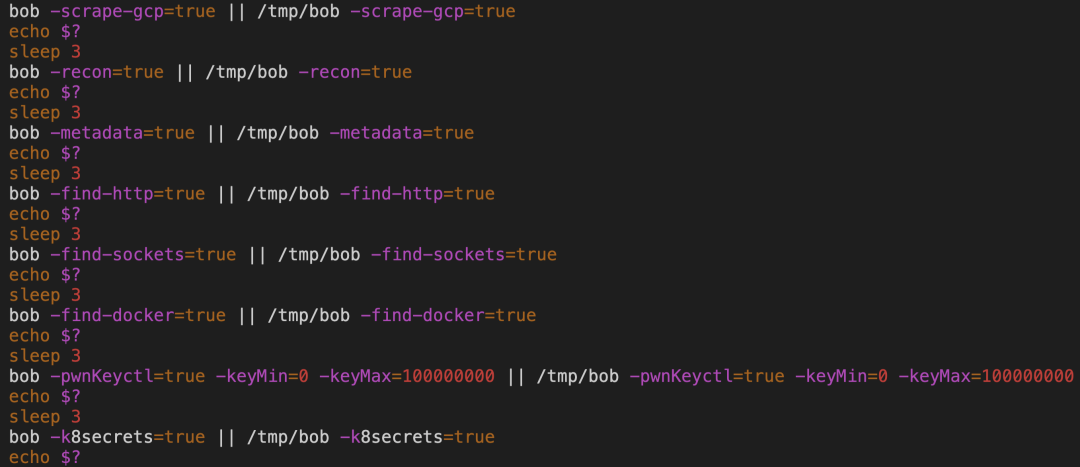 bob -scrape-gcp=true || /tmp/bob -scrape-gcp=true
echo $?
sleep 3
bob -recon=true || /tmp/bob -recon=true
echo $?
sleep 3
bob -metadata=true || /tmp/bob -metadata=true
echo $?
sleep 3
bob -find-http=true || /tmp/bob -find-http=true
echo $?
sleep 3
bob -find-sockets=true || /tmp/bob -find-sockets=true
echo $?
sleep 3
bob -find-docker=true || /tmp/bob -find-docker=true
echo $?
sleep 3
bob -pwnKeyctl=true -keyMin=0 -keyMax=100000000 || /tmp/bob -pwnKeyctl=true -keyMin=0 -keyMax=100000000
echo $?
sleep 3
bob -k8secrets=true || /tmp/bob -k8secrets=true
echo $?